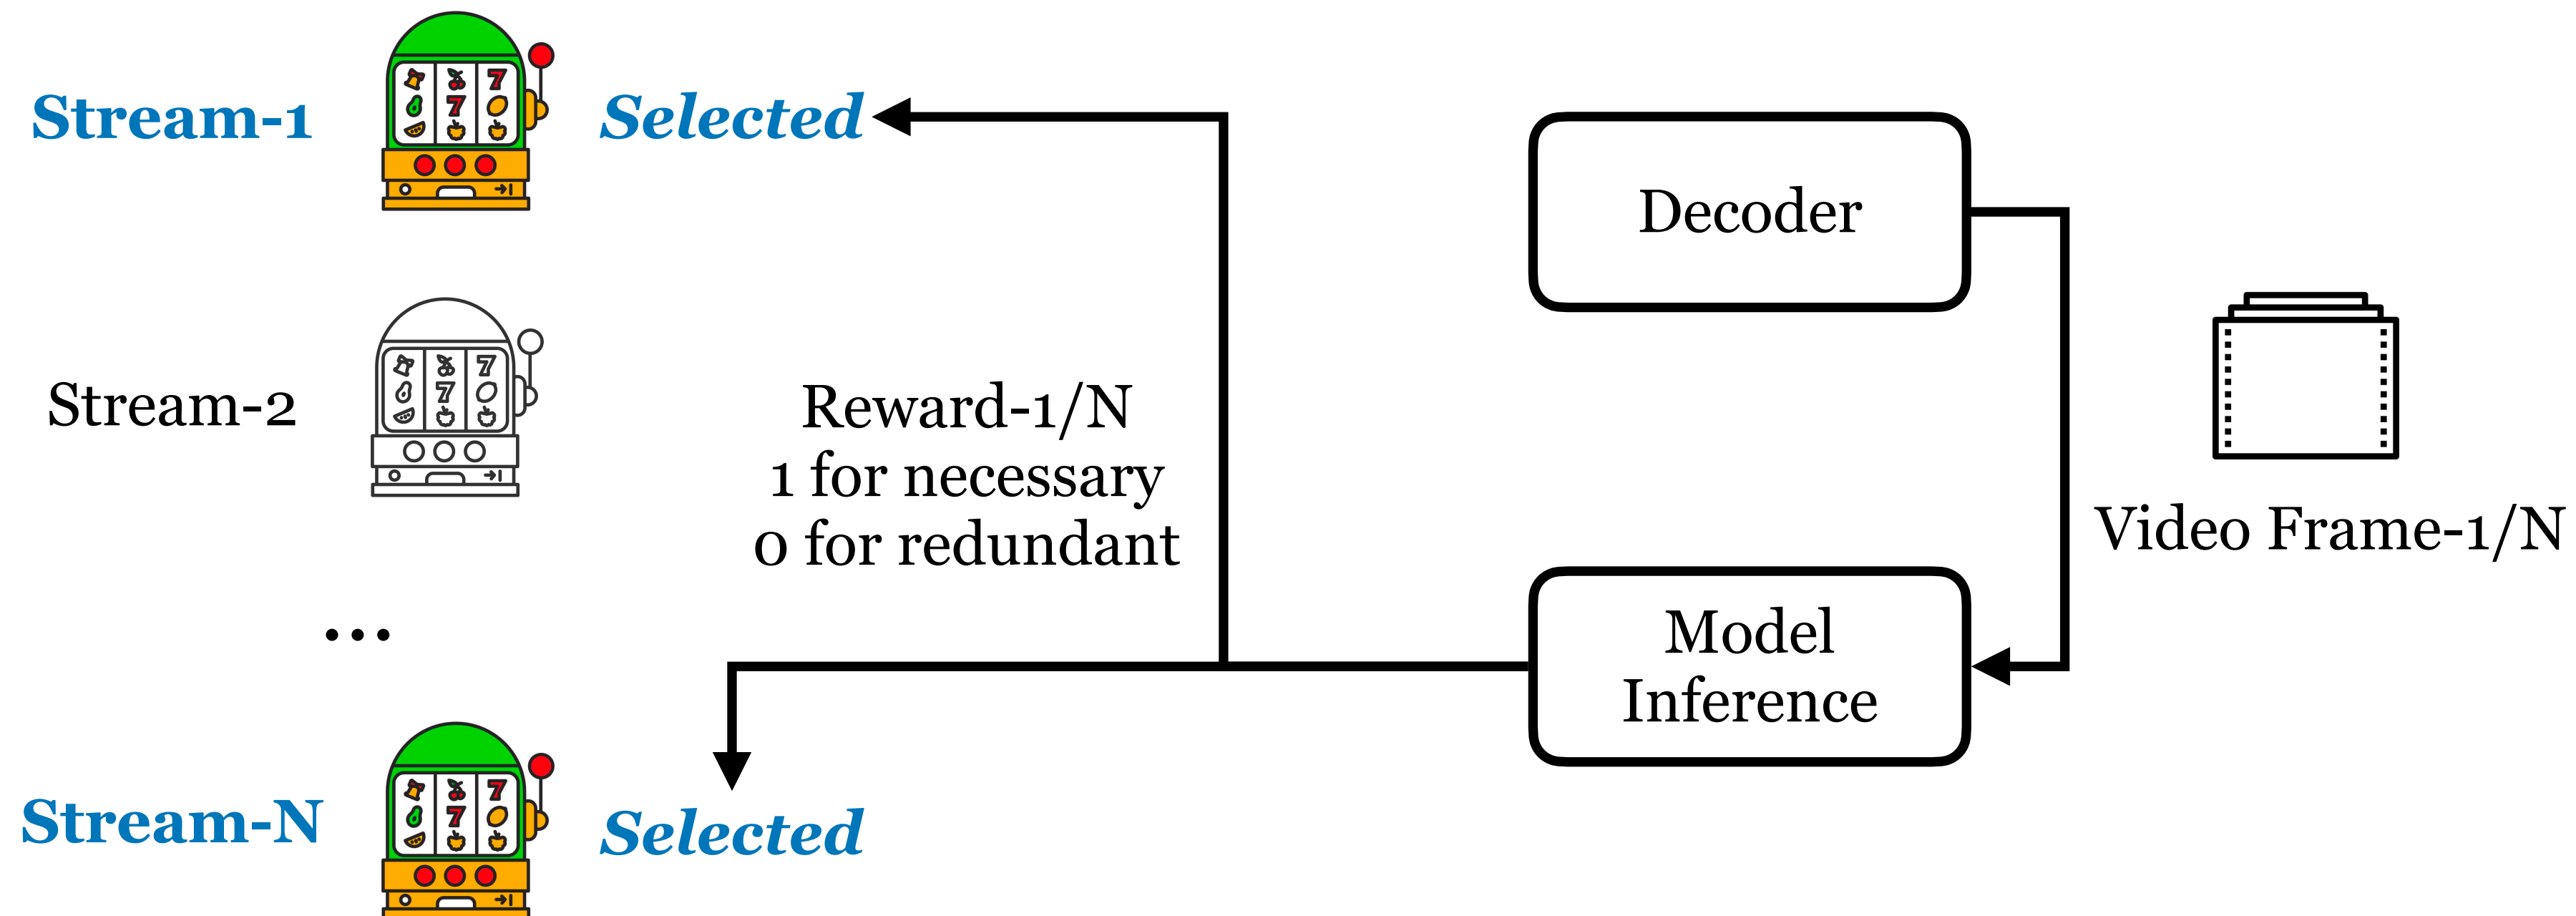 Stream-1
Selected
Decoder
Stream-2
Reward-1/N
1 for necessary
0 for redundant
Video Frame-1/N
...
Model
Inference
Stream-N
Selected